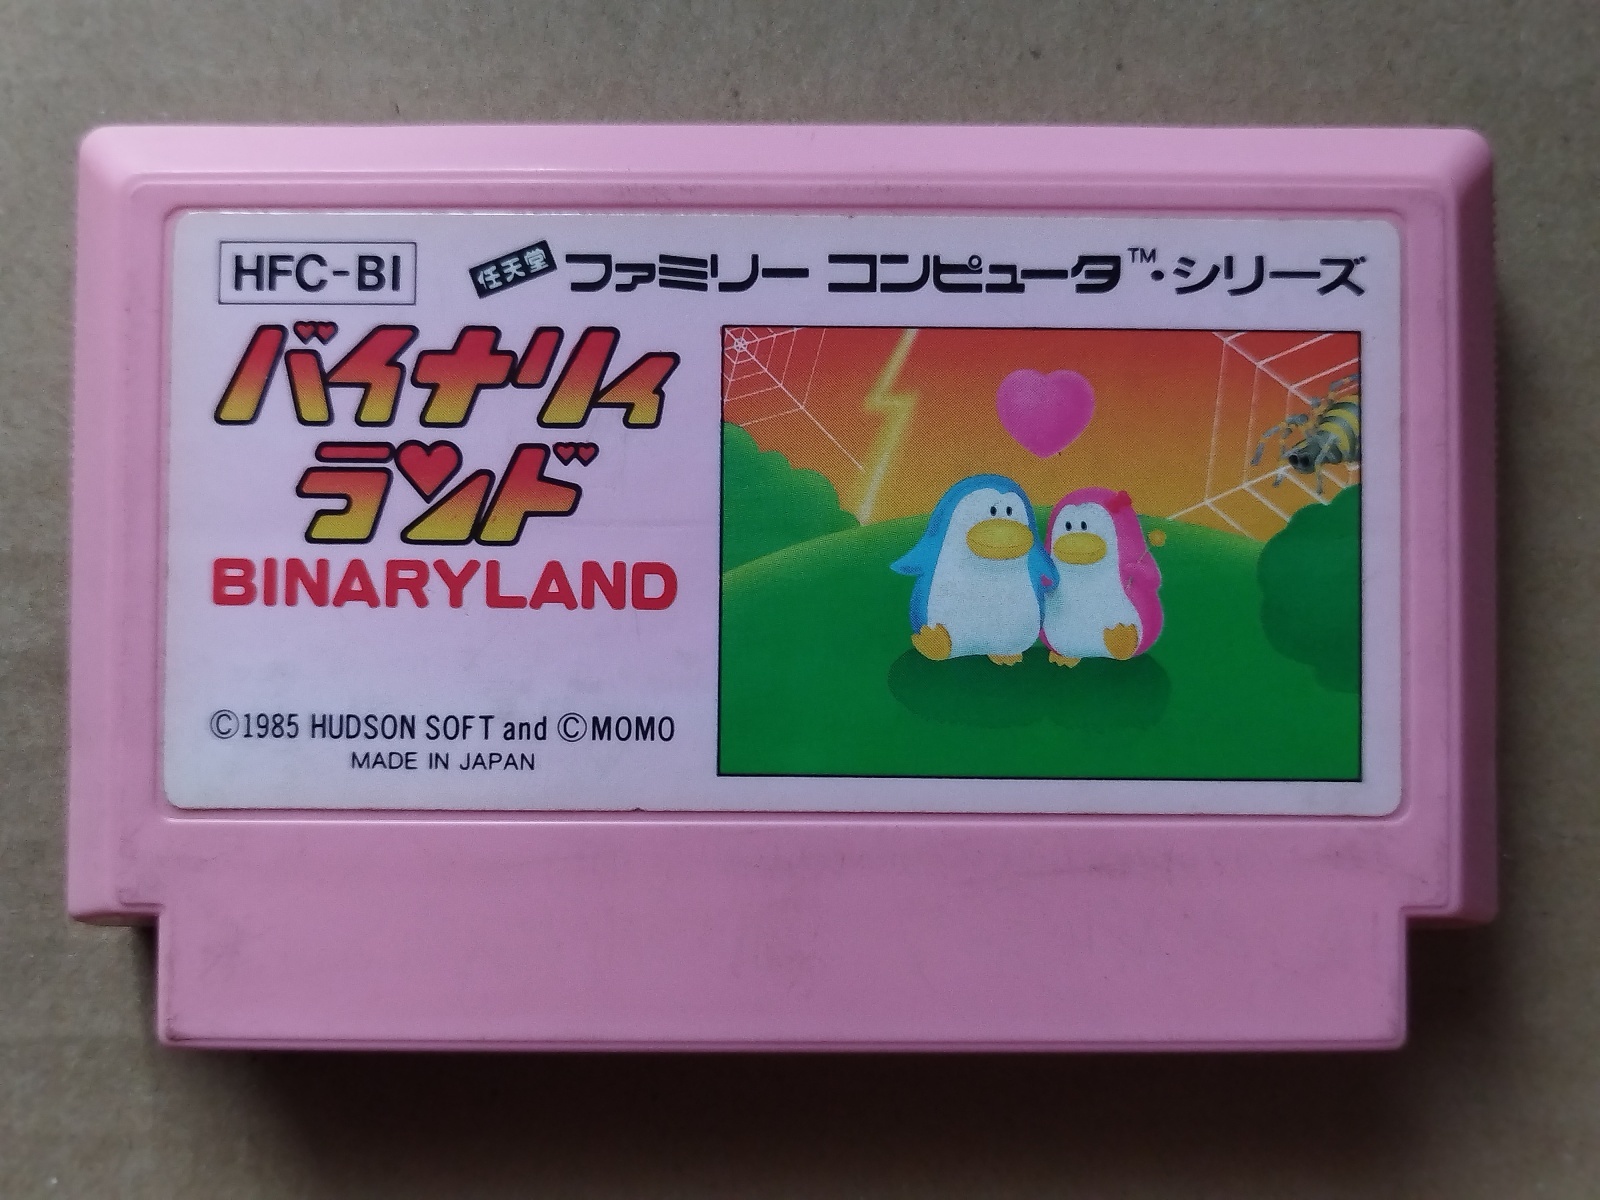 HFC-BI
任天堂 ファミリー コンピュータ™・シリーズ
バイナリィ
ランド
BINARYLAND
©1985 HUDSON SOFT and ©MOMO
MADE IN JAPAN